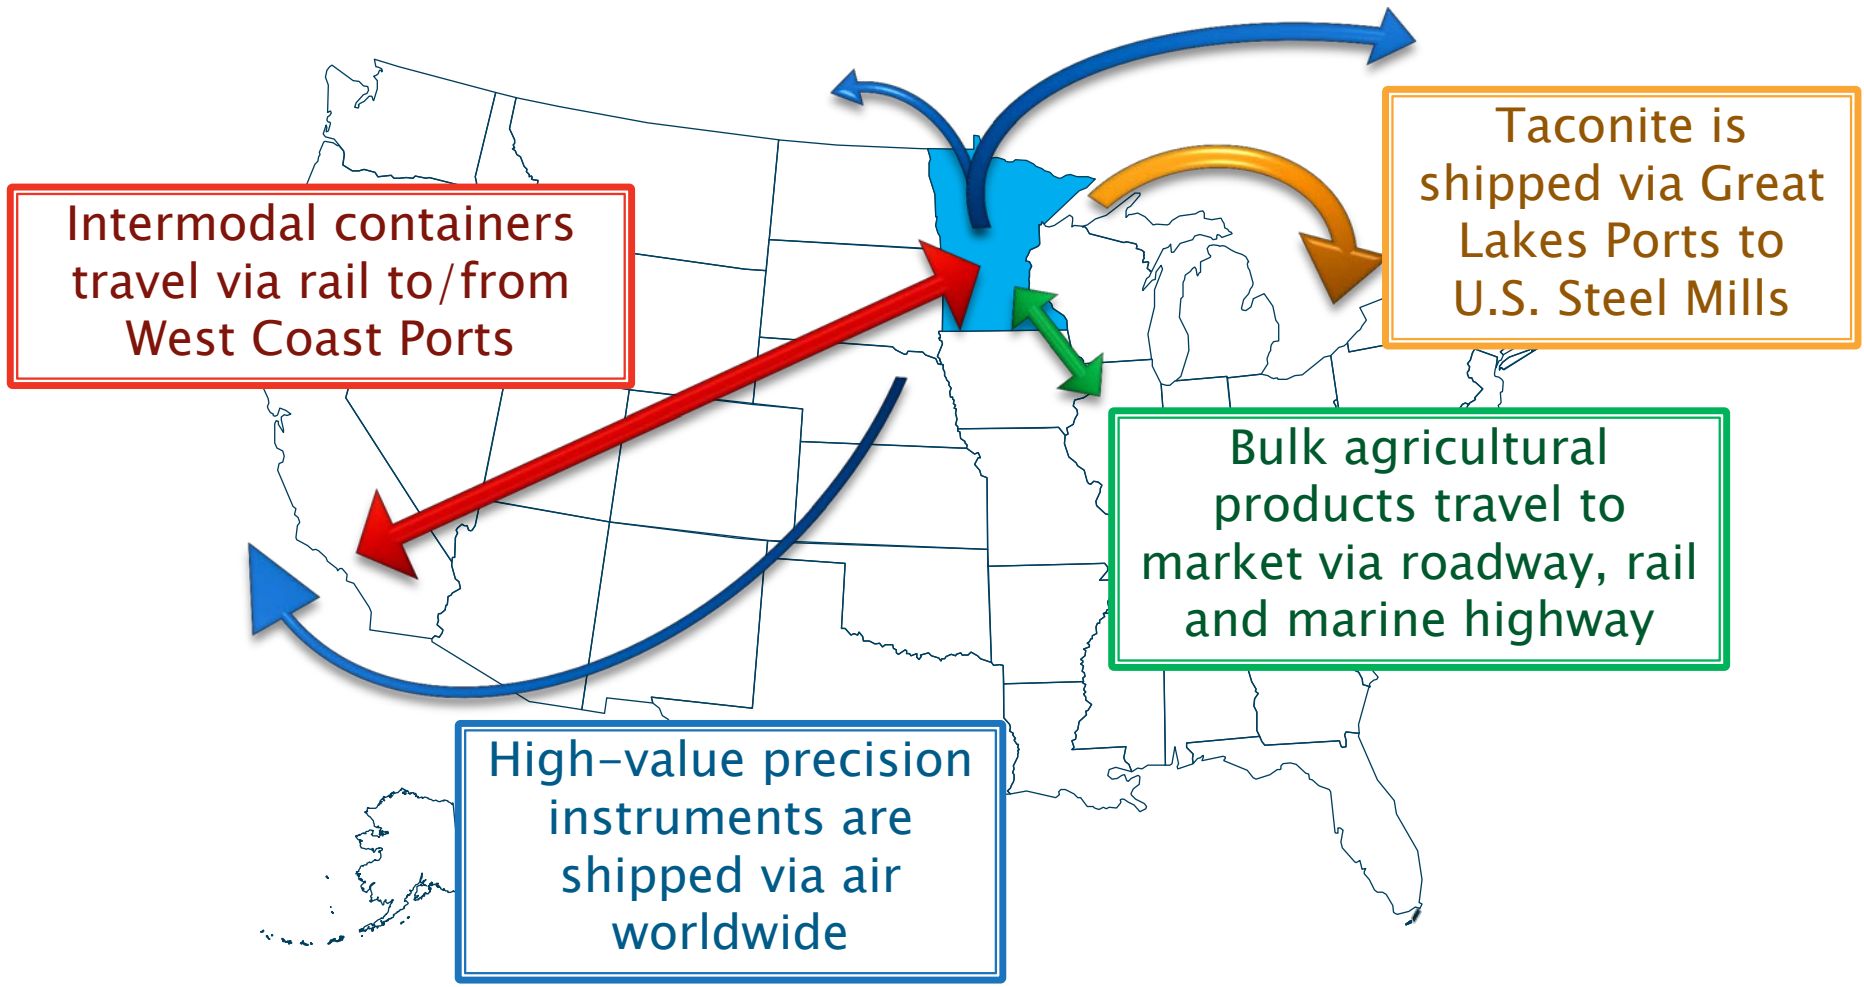 Intermodal containers
travel via rail to/from
West Coast Ports
Taconite is
shipped via Great
Lakes Ports to
U.S. Steel Mills
Bulk agricultural
products travel to
market via roadway, rail
and marine highway
High-value precision
instruments are
shipped via air
worldwide